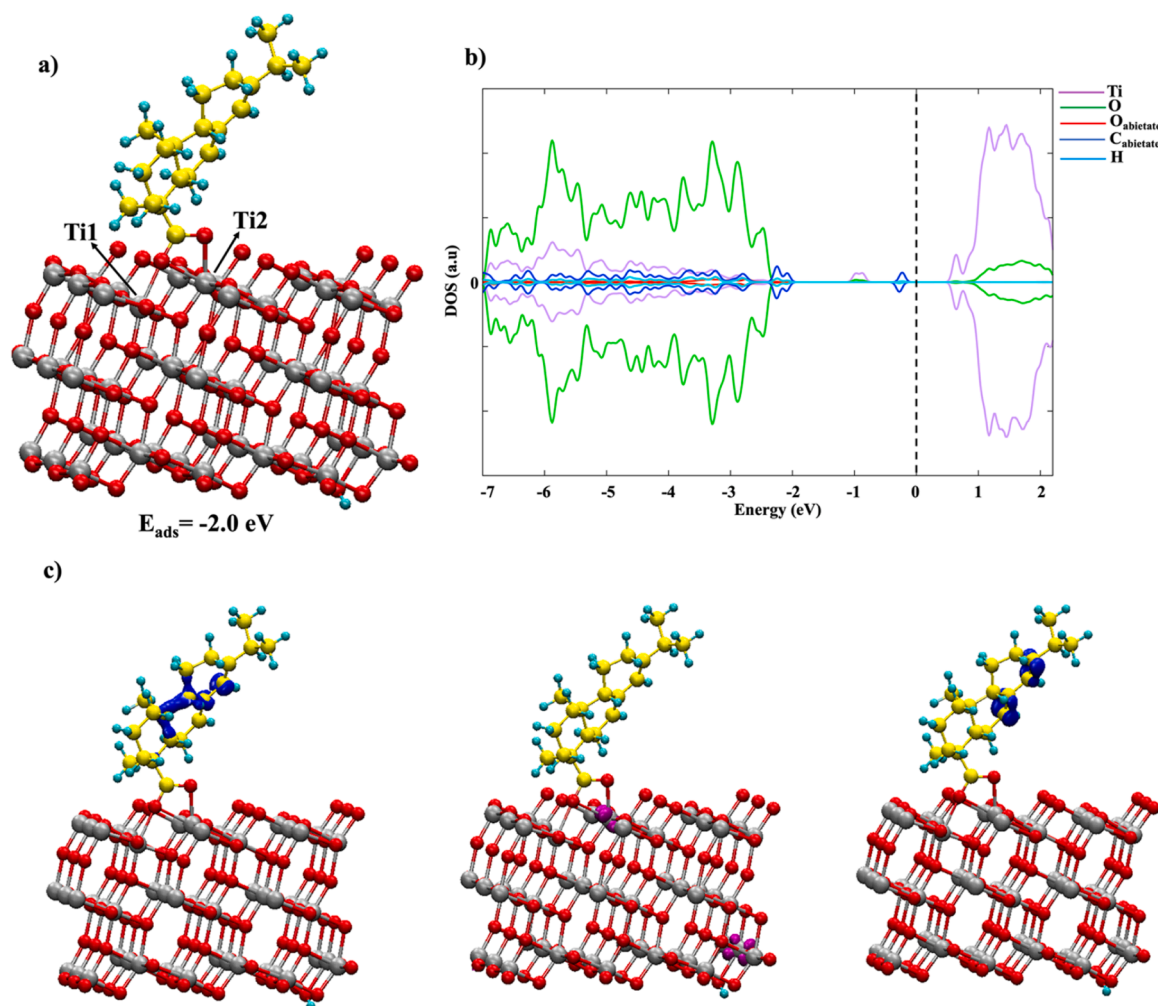 a)
Ti1
Ti2
E_ads= -2.0 eV
b)
DOS (a.u)
0
-7 -6 -5 -4 -3 -2 -1 0 1 2
Energy (eV)
Ti
O
O_abietate
C_abietate
H
c)